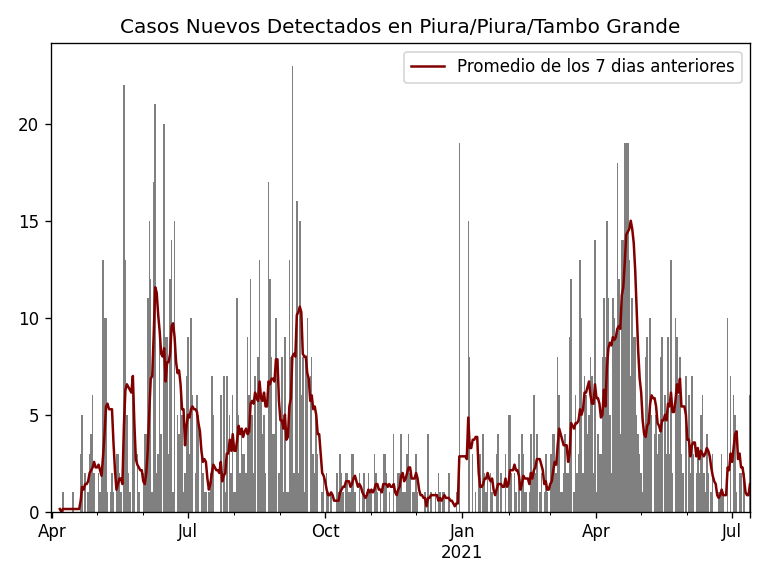 Casos Nuevos Detectados en Piura/Piura/Tambo Grande
Promedio de los 7 dias anteriores
20
15
10
5
0
Apr Jul Oct Jan Apr Jul
2021